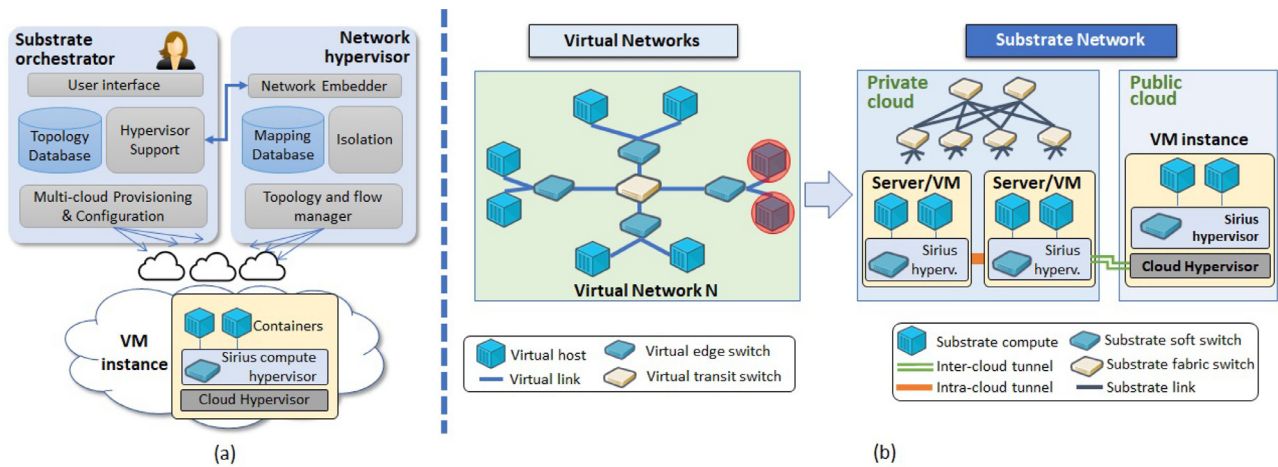 (a)
Substrate
orchestrator
User interface
Topology
Database
Hypervisor
Support
Multi-cloud Provisioning
& Configuration
Network
hypervisor
Network Embedder
Mapping
Database
Isolation
Topology and flow
manager
VM
instance
Containers
Sirius compute
hypervisor
Cloud Hypervisor
(a)
Virtual Networks
Virtual Network N
Virtual host
Virtual edge switch
Virtual link
Virtual transit switch
Substrate Network
Private
cloud
Server/VM
Sirius
hyperv.
Server/VM
Sirius
hyperv.
Public
cloud
VM instance
Sirius
hypervisor
Cloud Hypervisor
Substrate compute
Substrate soft switch
Inter-cloud tunnel
Substrate fabric switch
Intra-cloud tunnel
Substrate link
(b)